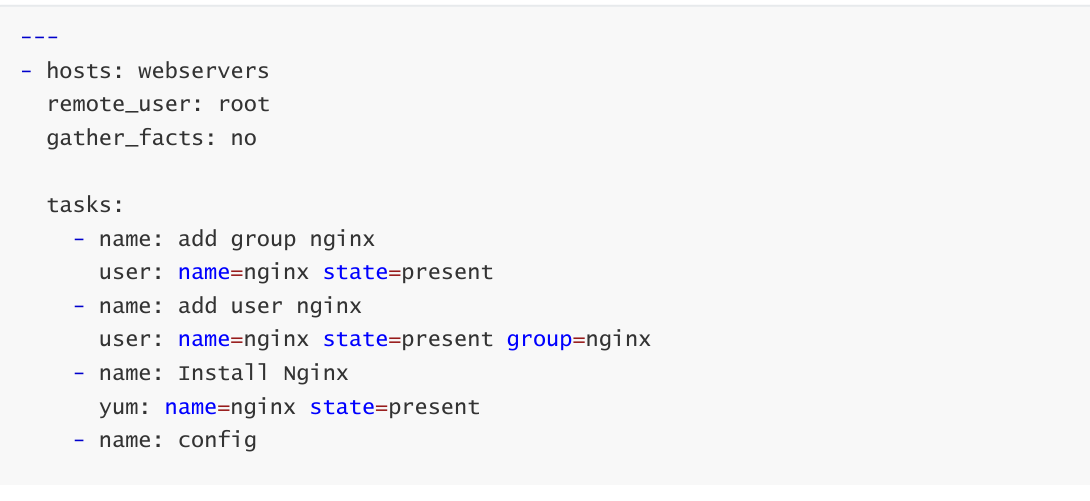 ---
- hosts: webservers
  remote_user: root
  gather_facts: no

  tasks:
    - name: add group nginx
      user: name=nginx state=present
    - name: add user nginx
      user: name=nginx state=present group=nginx
    - name: Install Nginx
      yum: name=nginx state=present
    - name: config